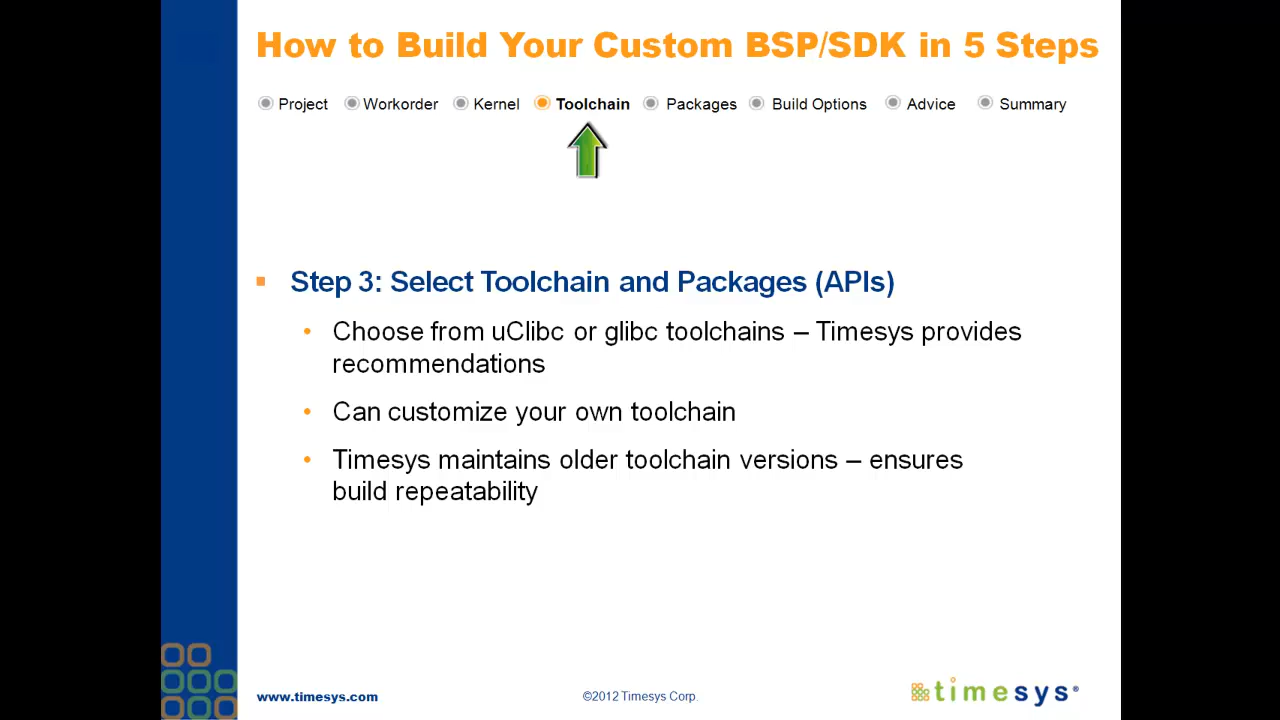 How to Build Your Custom BSP/SDK in 5 Steps
Project Workorder Kernel Toolchain Packages Build Options Advice Summary
Step 3: Select Toolchain and Packages (APIs)
Choose from uClibc or glibc toolchains – Timesys provides
recommendations
Can customize your own toolchain
Timesys maintains older toolchain versions – ensures
build repeatability
www.timesys.com ©2012 Timesys Corp. timesys®